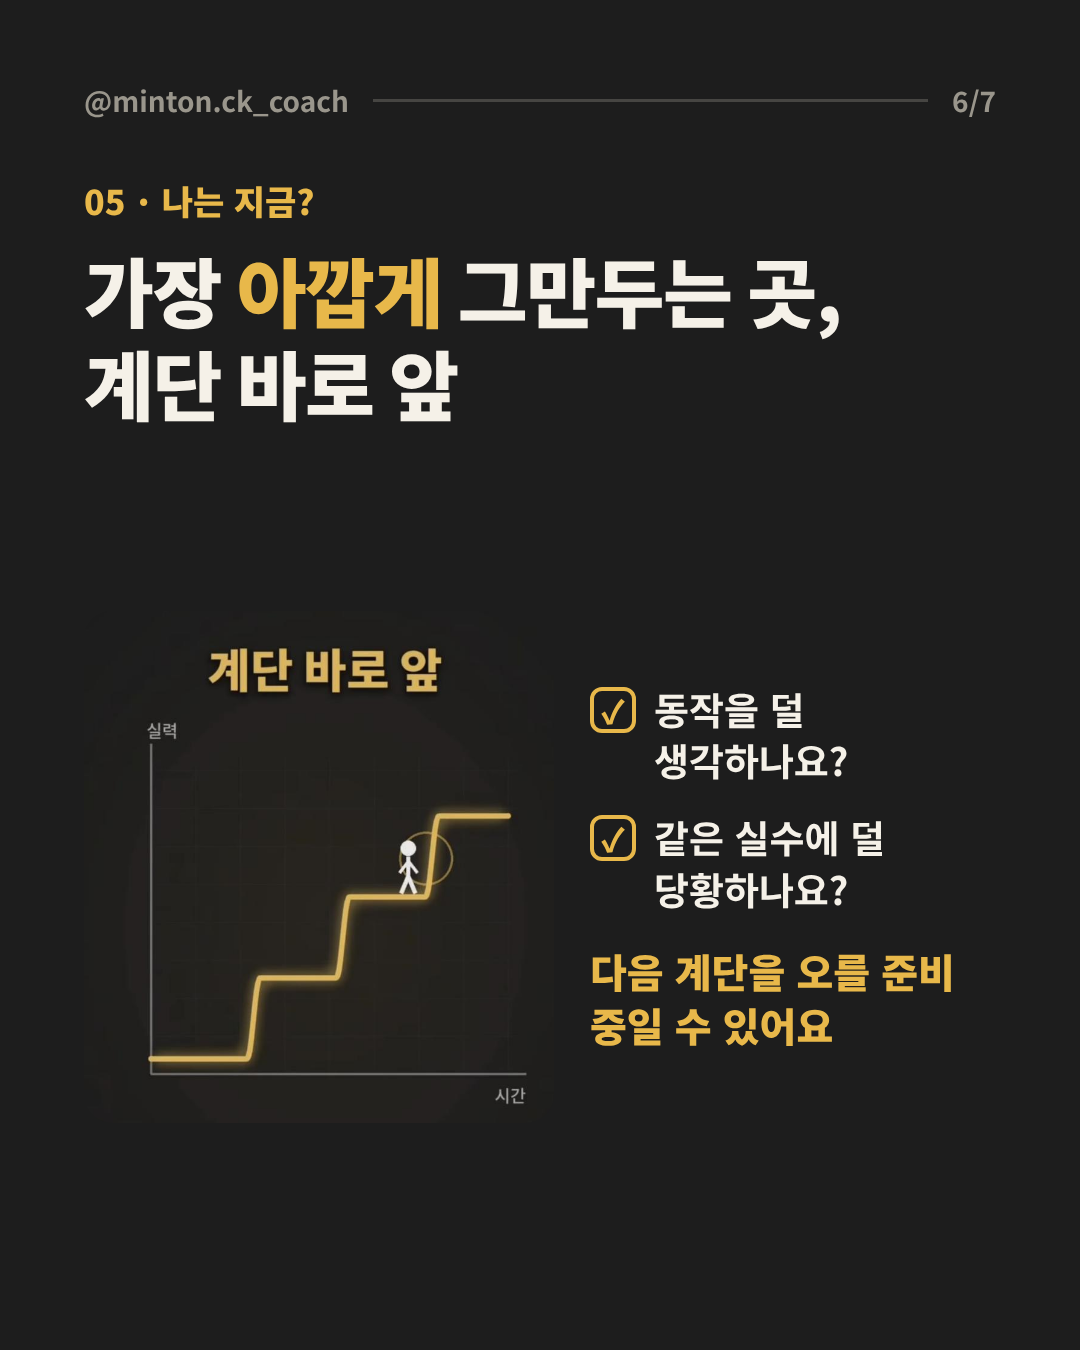 @minton.ck_coach
6/7
05 · 나는 지금?
가장 아깝게 그만두는 곳,
계단 바로 앞
계단 바로 앞
실력
시간
동작을 덜
생각하나요?
같은 실수에 덜
당황하나요?
다음 계단을 오를 준비
중일 수 있어요